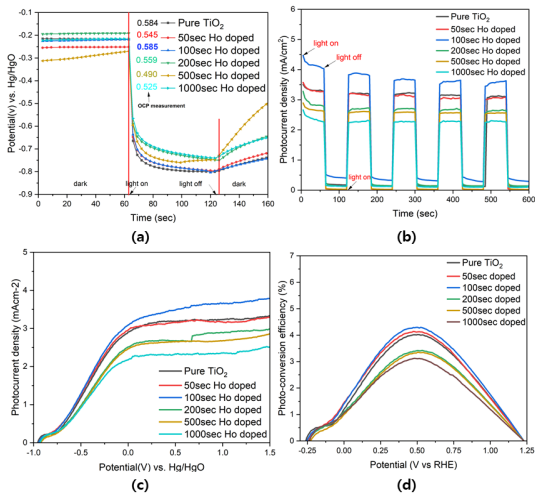 0.0
-0.1
-0.2
-0.3
-0.4
-0.5
-0.6
-0.7
-0.8
-0.9
Potential(V) vs. Hg/HgO
0.584 Pure TiO2
0.545 50sec Ho doped
0.585 100sec Ho doped
0.559 200sec Ho doped
0.490 500sec Ho doped
0.525 1000sec Ho doped
OCP measurement
dark light on light off dark
0 20 40 60 80 100 120 140 160
Time (sec)
(a)
6
5
4
3
2
1
0
Photocurrent density (mA/cm2)
light on
light off
light on
Pure TiO2
50sec Ho doped
100sec Ho doped
200sec Ho doped
500sec Ho doped
1000sec Ho doped
0 100 200 300 400 500 600
Time (sec)
(b)
5
4
3
2
1
0
Photocurrent density (mAcm-2)
Pure TiO2
50sec Ho doped
100sec Ho doped
200sec Ho doped
500sec Ho doped
1000sec Ho doped
-1.0 -0.5 0.0 0.5 1.0 1.5
Potential(V) vs. Hg/HgO
(c)
6
5
4
3
2
1
0
Photo-conversion efficiency (%)
Pure TiO2
50sec doped
100sec doped
200sec doped
500sec doped
1000sec doped
-0.25 0.00 0.25 0.50 0.75 1.00 1.25
Potential (V vs RHE)
(d)